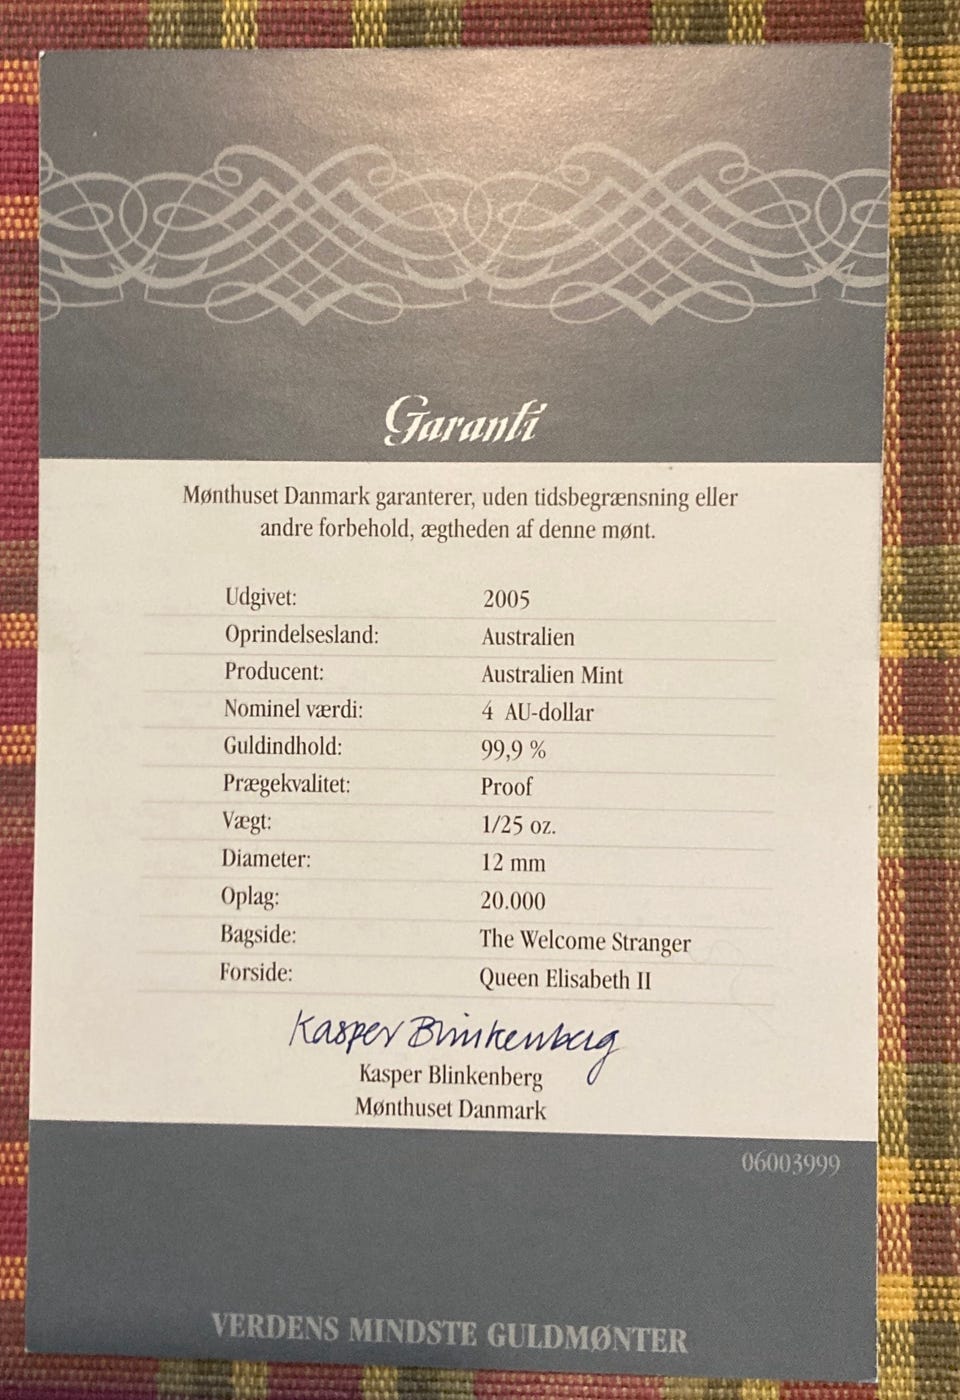 Garanti
Mønthuset Danmark garanterer, uden tidsbegrænsning eller
andre forbehold, ægtheden af denne mønt.
Udgivet: 2005
Oprindelsesland: Australien
Producent: Australien Mint
Nominel værdi: 4 AU-dollar
Guldindhold: 99,9 %
Prægekvalitet: Proof
Vægt: 1/25 oz.
Diameter: 12 mm
Oplag: 20.000
Bagside: The Welcome Stranger
Forside: Queen Elisabeth II
Kasper Blinkenberg
Kasper Blinkenberg
Mønthuset Danmark
06003999
VERDENS MINDSTE GULDMØNTER